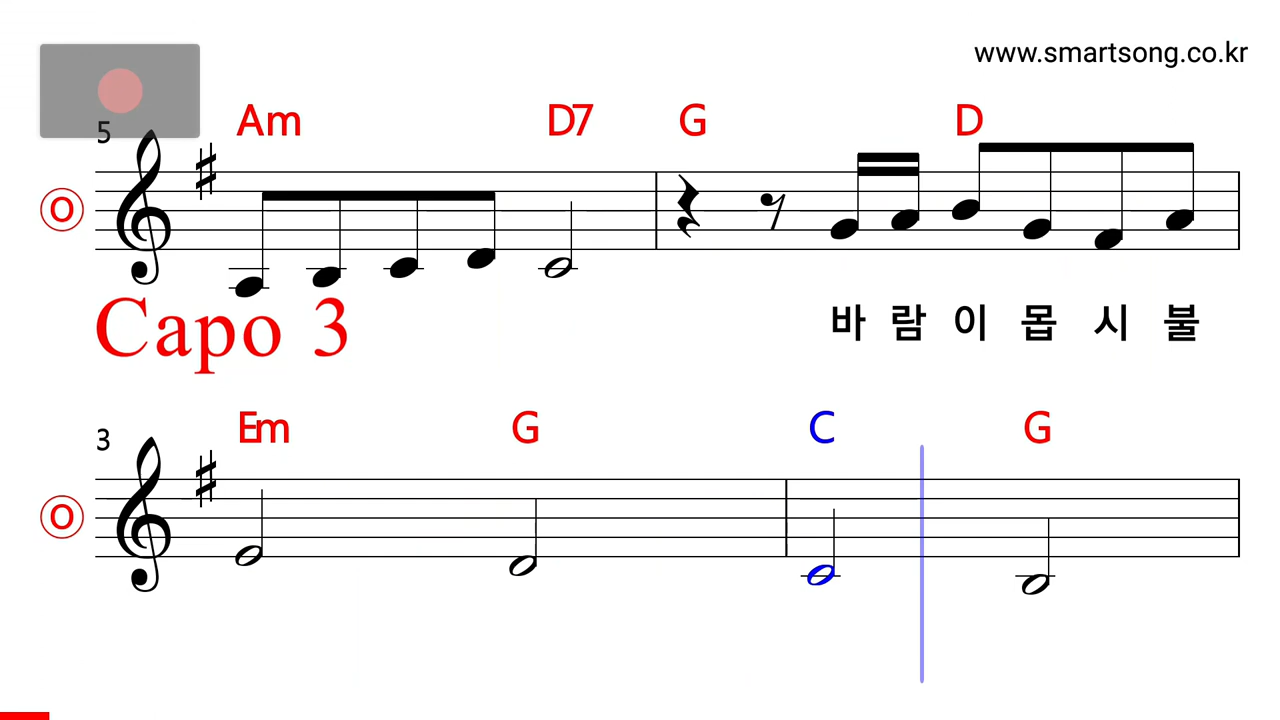 www.smartsong.co.kr
Am D7 G D
5
O
Capo 3
바 람 이 몹 시 불
Em G C G
3
O